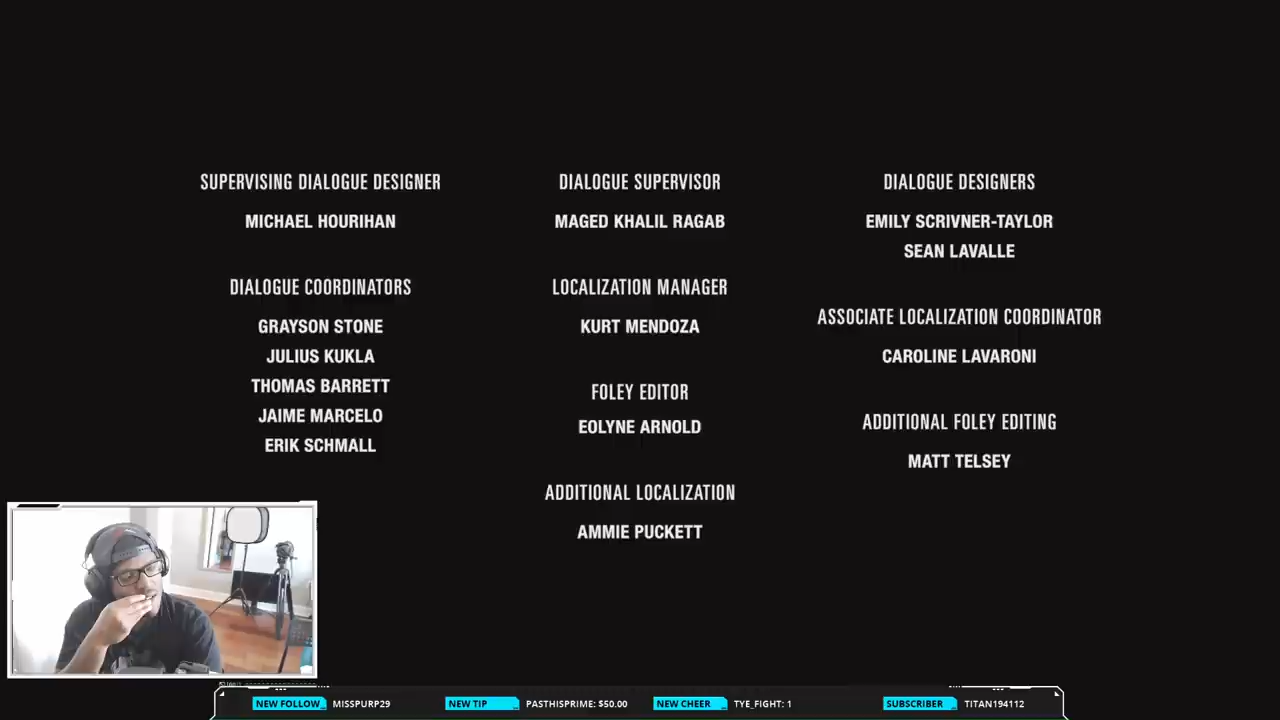 SUPERVISING DIALOGUE DESIGNER
MICHAEL HOURIHAN
DIALOGUE COORDINATORS
GRAYSON STONE
JULIUS KUKLA
THOMAS BARRETT
JAIME MARCELO
ERIK SCHMALL
DIALOGUE SUPERVISOR
MAGED KHALIL RAGAB
LOCALIZATION MANAGER
KURT MENDOZA
FOLEY EDITOR
EOLYNE ARNOLD
ADDITIONAL LOCALIZATION
AMMIE PUCKETT
DIALOGUE DESIGNERS
EMILY SCRIVNER-TAYLOR
SEAN LAVALLE
ASSOCIATE LOCALIZATION COORDINATOR
CAROLINE LAVARONI
ADDITIONAL FOLEY EDITING
MATT TELSEY
NEW FOLLOW MISSPURP29 NEW TIP PASTHISPRIME: $50.00 NEW CHEER TYE_FIGHT: 1 SUBSCRIBER TITAN194112